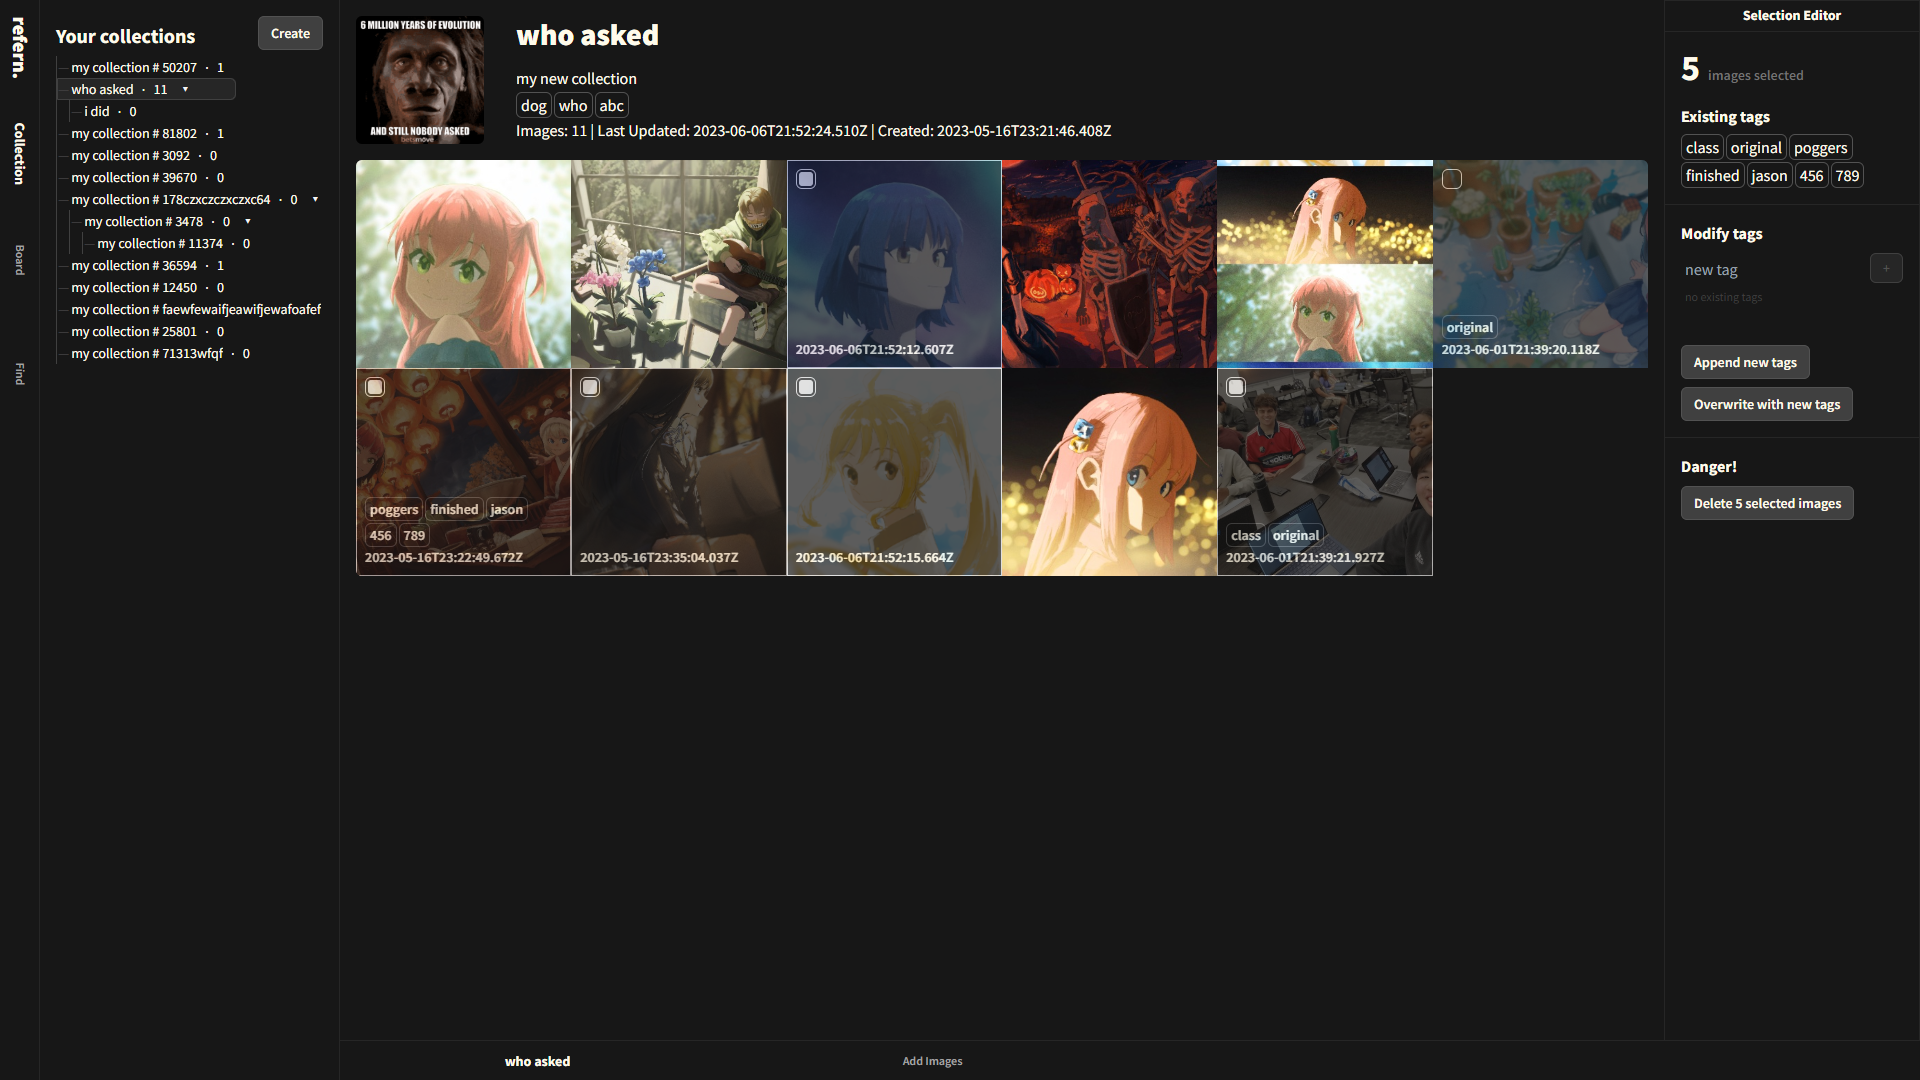 refern.
Collection
Board
Find
Your collections
Create
my collection # 50207 · 1
who asked · 11 ▾
i did · 0
my collection # 81802 · 1
my collection # 3092 · 0
my collection # 39670 · 0
my collection # 178czxczczxczxc64 · 0 ▾
my collection # 3478 · 0 ▾
my collection # 11374 · 0
my collection # 36594 · 1
my collection # 12450 · 0
my collection # faewfewaifjeawifjewafoafef
my collection # 25801 · 0
my collection # 71313wfqf · 0
6 MILLION YEARS OF EVOLUTION
AND STILL NOBODY ASKED
who asked
my new collection
dog who abc
Images: 11 | Last Updated: 2023-06-06T21:52:24.510Z | Created: 2023-05-16T23:21:46.408Z
2023-06-06T21:52:12.607Z
original
2023-06-01T21:39:20.118Z
poggers finished jason
456 789
2023-05-16T23:22:49.672Z
2023-05-16T23:35:04.037Z
2023-06-06T21:52:15.664Z
class original
2023-06-01T21:39:21.927Z
who asked
Add Images
Selection Editor
5 images selected
Existing tags
class original poggers
finished jason 456 789
Modify tags
new tag
+
no existing tags
Append new tags
Overwrite with new tags
Danger!
Delete 5 selected images